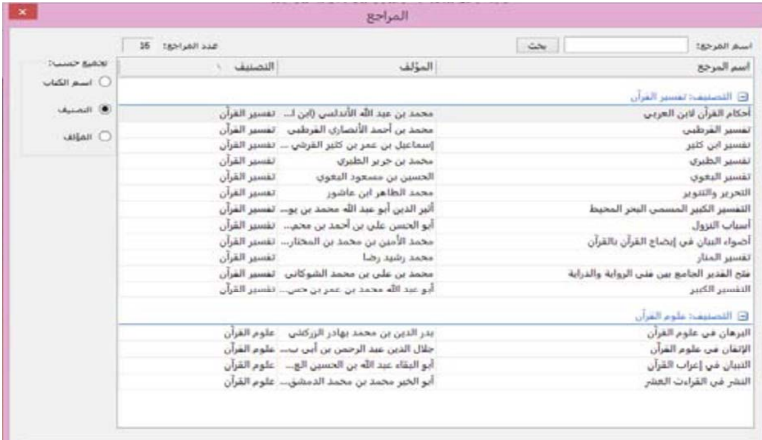 المراجع
اسم المرجع:
بحث
عدد المراجع: 16
تجميع حسب:
اسم الكتاب
التصنيف
المؤلف
اسم المرجع المؤلف التصنيف
التصنيف: تفسير القرآن
أحكام القرآن لابن العربي محمد بن عبد الله الأندلسي (ابن ا... تفسير القرآن
تفسير القرطبي محمد بن أحمد الأنصاري القرطبي تفسير القرآن
تفسير ابن كثير إسماعيل بن عمر بن كثير القرشي ... تفسير القرآن
تفسير الطبري محمد بن جرير الطبري تفسير القرآن
تفسير البغوي الحسين بن مسعود البغوي تفسير القرآن
التحرير والتنوير محمد الطاهر ابن عاشور تفسير القرآن
التفسير الكبير المسمى البحر المحيط أثير الدين أبو عبد الله محمد بن يو... تفسير القرآن
أسباب النزول أبو الحسن علي بن أحمد بن محم... تفسير القرآن
أضواء البيان في إيضاح القرآن بالقرآن محمد الأمين بن محمد بن المختار... تفسير القرآن
تفسير المنار محمد رشيد رضا تفسير القرآن
فتح القدير الجامع بين فني الرواية والدراية محمد بن علي بن محمد الشوكاني تفسير القرآن
التفسير الكبير أبو عبد الله محمد بن عمر بن حسي... تفسير القرآن
التصنيف: علوم القرآن
البرهان في علوم القرآن بدر الدين بن محمد بهادر الزركشي علوم القرآن
الإتقان في علوم القرآن جلال الدين عبد الرحمن بن أبي ب... علوم القرآن
التبيان في إعراب القرآن أبو البقاء عبد الله بن الحسين الع... علوم القرآن
النشر في القراءت العشر أبو الخير محمد بن محمد الدمشق... علوم القرآن